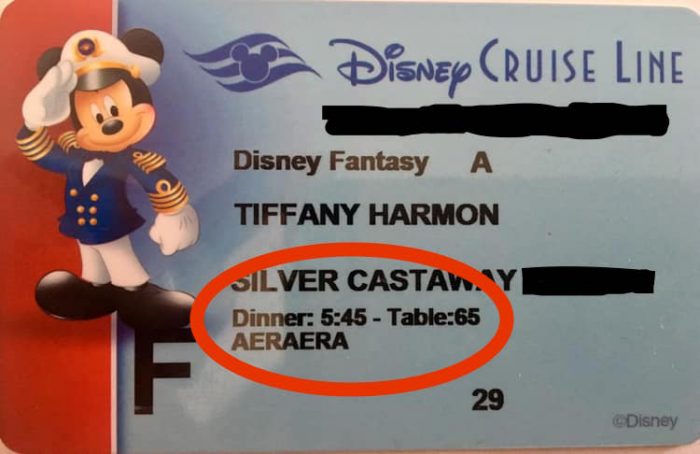 Disney Cruise Line
Disney Fantasy A
TIFFANY HARMON
SILVER CASTAWAY
Dinner: 5:45 - Table:65
AERAERA
F
29
©Disney